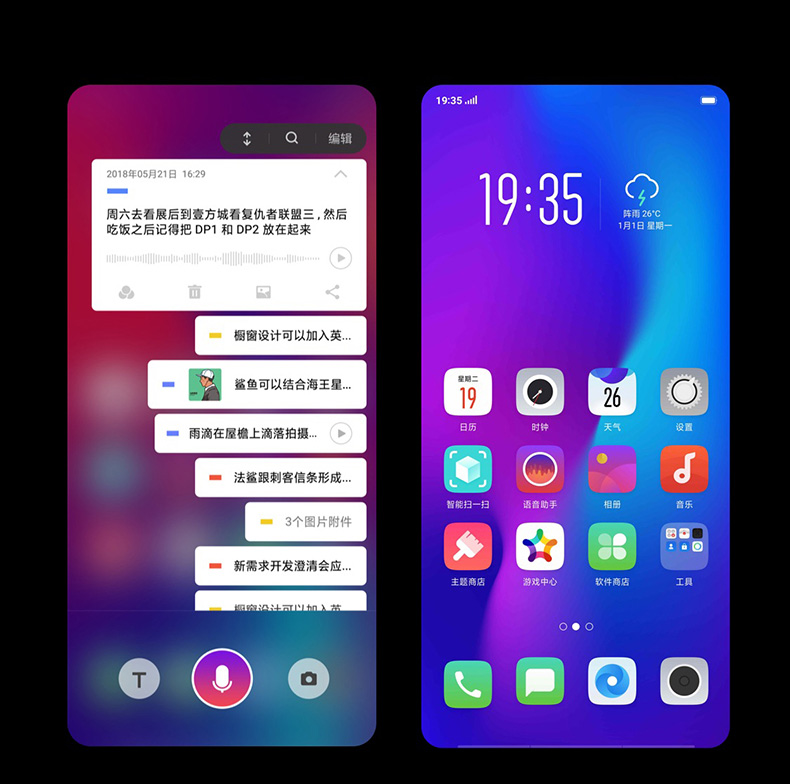 编辑
2018年05月21日 16:29
周六去看展后到壹方城看复仇者联盟三，然后
吃饭之后记得把 DP1 和 DP2 放在起来
橱窗设计可以加入英...
鲨鱼可以结合海王星...
雨滴在屋檐上滴落拍摄...
法鲨跟刺客信条形成...
3个图片附件
新需求开发澄清会应...
橱窗设计可以加入英...
T
19:35
19:35
阵雨 26°C
1月1日 星期一
星期二
19
26
日历
时钟
天气
设置
智能扫一扫
语音助手
相册
音乐
主题商店
游戏中心
软件商店
工具